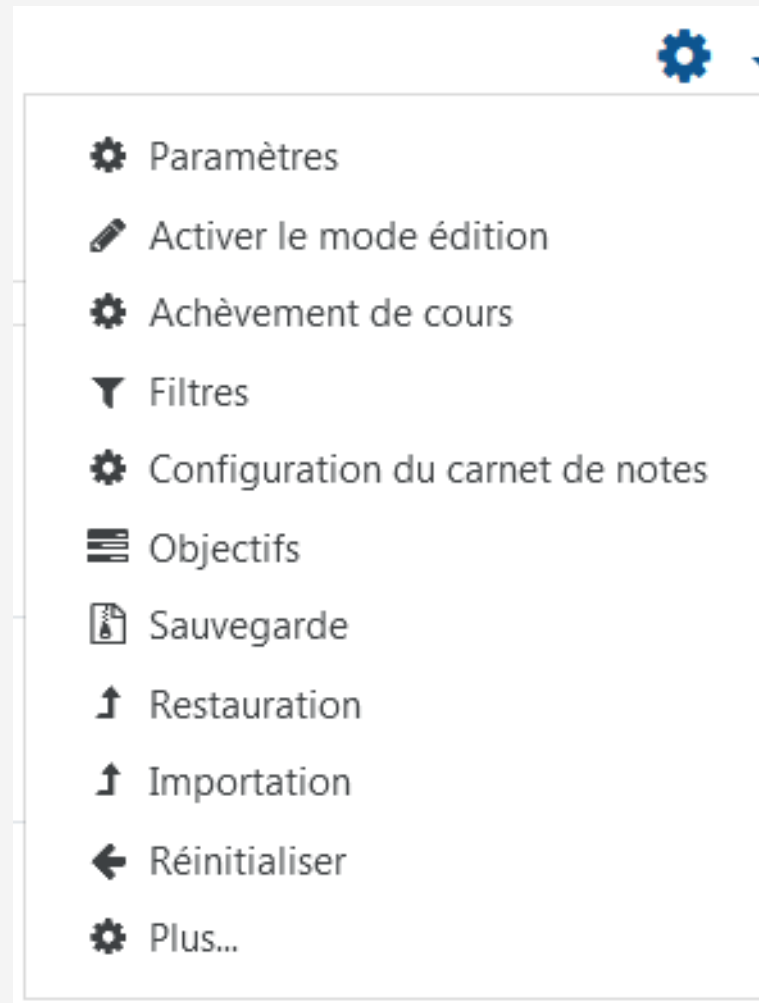 Paramètres
Activer le mode édition
Achèvement de cours
Filtres
Configuration du carnet de notes
Objectifs
Sauvegarde
Restauration
Importation
Réinitialiser
Plus...